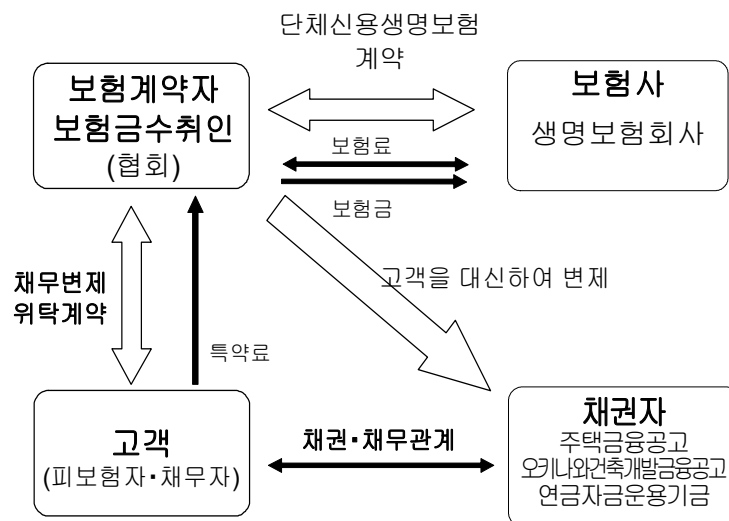 단체신용생명보험
계약
보험계약자
보험금수취인
(협회)
보험사
생명보험회사
보험료
보험금
채무변제
위탁계약
고객을 대신하여 변제
특약료
고객
(피보험자·채무자)
채권·채무관계
채권자
주택금융공고
오키나와건축개발금융공고
연금자금운용기금